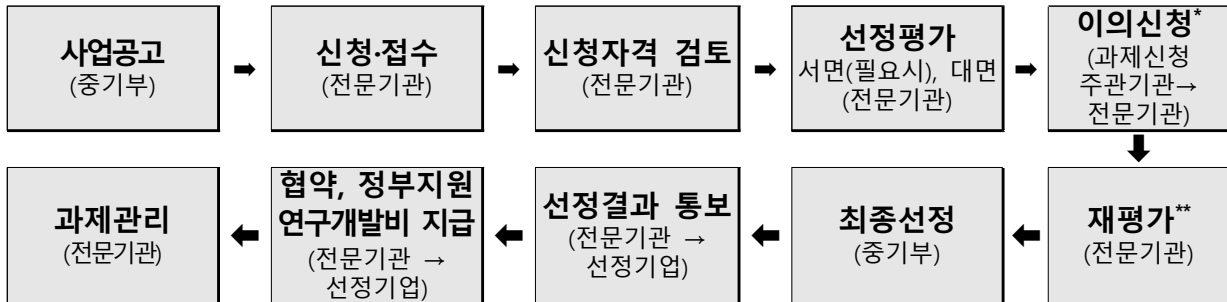 사업공고
(중기부)
➡
신청·접수
(전문기관)
➡
신청자격 검토
(전문기관)
➡
선정평가
서면(필요시), 대면
(전문기관)
➡
이의신청*
(과제신청
주관기관→
전문기관)
⬇
재평가**
(전문기관)
⬅
최종선정
(중기부)
⬅
선정결과 통보
(전문기관 →
선정기업)
⬅
협약, 정부지원
연구개발비 지급
(전문기관 →
선정기업)
⬅
과제관리
(전문기관)